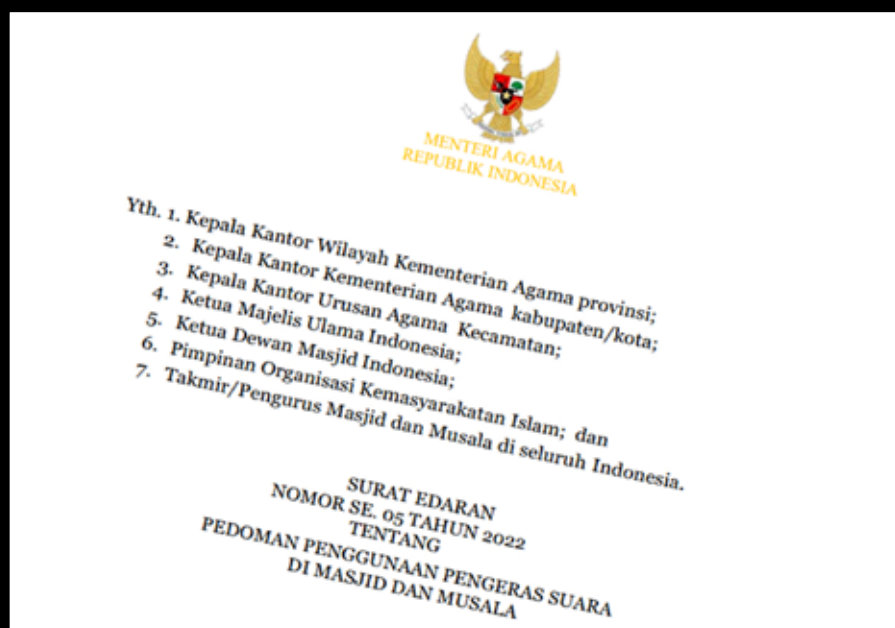 MENTERI AGAMA
REPUBLIK INDONESIA
Yth. 1. Kepala Kantor Wilayah Kementerian Agama provinsi;
2. Kepala Kantor Kementerian Agama kabupaten/kota;
3. Kepala Kantor Urusan Agama Kecamatan;
4. Ketua Majelis Ulama Indonesia;
5. Ketua Dewan Masjid Indonesia;
6. Pimpinan Organisasi Kemasyarakatan Islam; dan
7. Takmir/Pengurus Masjid dan Musala di seluruh Indonesia.
SURAT EDARAN
NOMOR SE. 05 TAHUN 2022
TENTANG
PEDOMAN PENGGUNAAN PENGERAS SUARA
DI MASJID DAN MUSALA